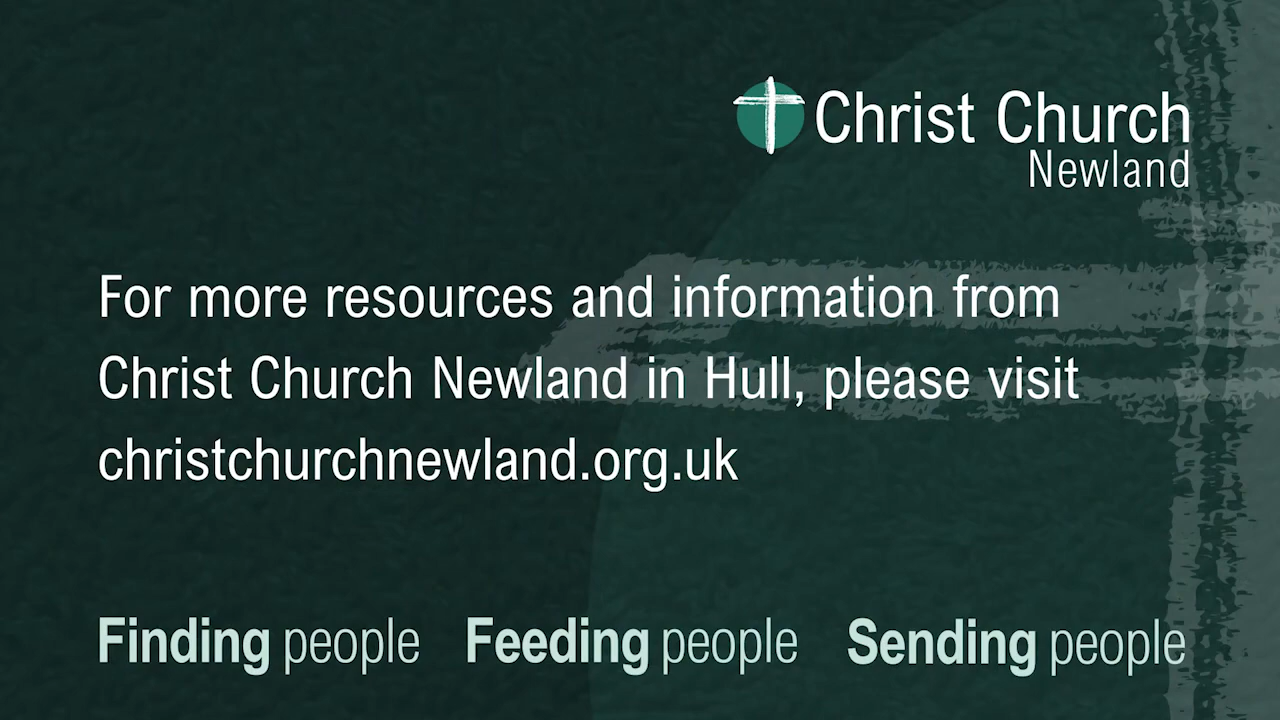 Christ Church
Newland
For more resources and information from
Christ Church Newland in Hull, please visit
christchurchnewland.org.uk
Finding people Feeding people Sending people